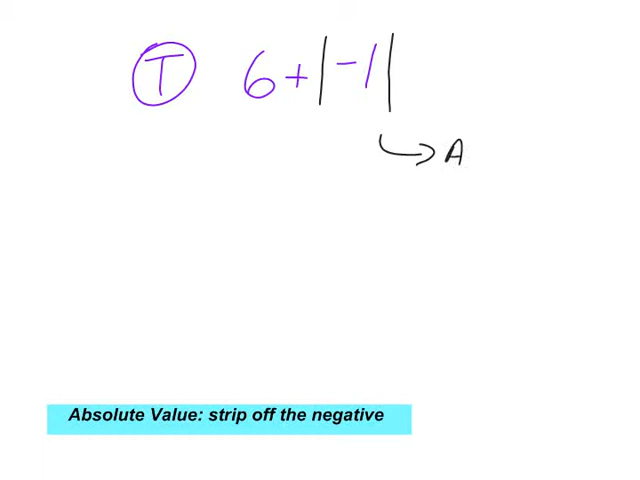 T 6+|-1|
A
Absolute Value: strip off the negative